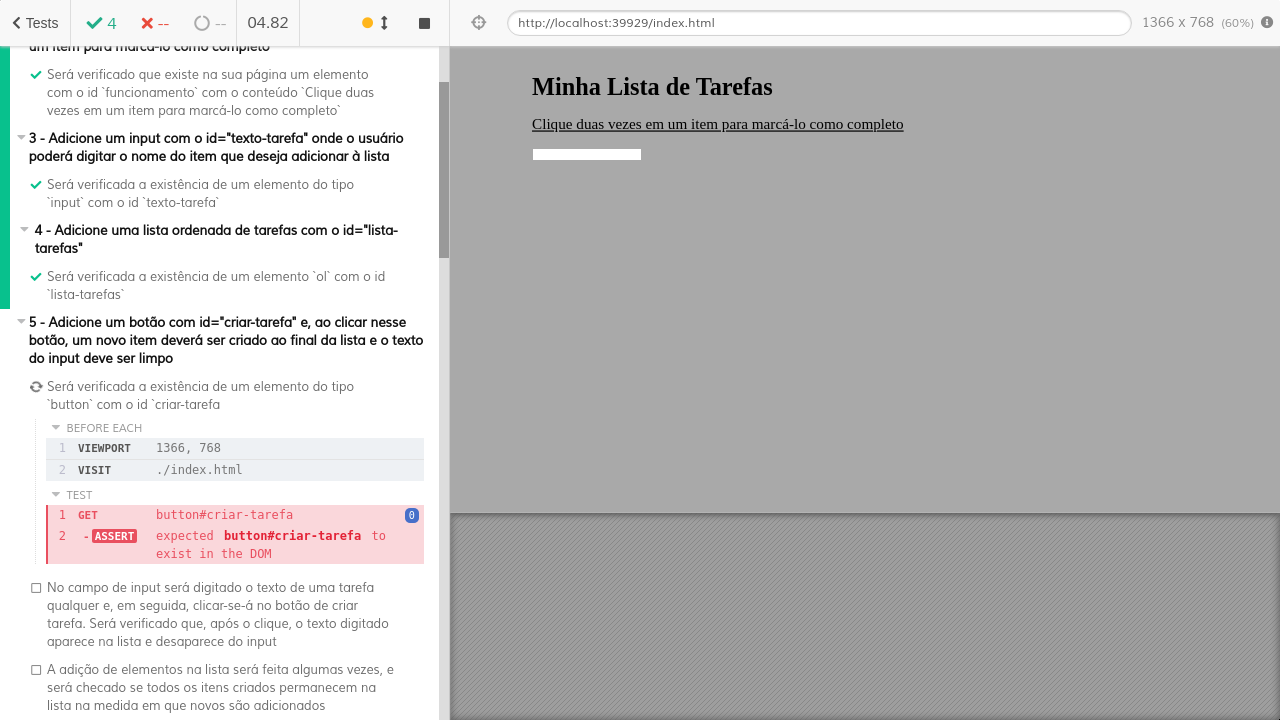 Tests
4
--
--
04.82
http://localhost:39929/index.html
1366 x 768 (60%)
um item para marcá-lo como completo
Será verificado que existe na sua página um elemento
com o id `funcionamento` com o conteúdo `Clique duas
vezes em um item para marcá-lo como completo`
3 - Adicione um input com o id="texto-tarefa" onde o usuário
poderá digitar o nome do item que deseja adicionar à lista
Será verificada a existência de um elemento do tipo
`input` com o id `texto-tarefa`
4 - Adicione uma lista ordenada de tarefas com o id="lista-
tarefas"
Será verificada a existência de um elemento `ol` com o id
`lista-tarefas`
5 - Adicione um botão com id="criar-tarefa" e, ao clicar nesse
botão, um novo item deverá ser criado ao final da lista e o texto
do input deve ser limpo
Será verificada a existência de um elemento do tipo
`button` com o id `criar-tarefa
BEFORE EACH
1 VIEWPORT 1366, 768
2 VISIT ./index.html
TEST
1 GET button#criar-tarefa 0
2 -ASSERT expected button#criar-tarefa to
exist in the DOM
No campo de input será digitado o texto de uma tarefa
qualquer e, em seguida, clicar-se-á no botão de criar
tarefa. Será verificado que, após o clique, o texto digitado
aparece na lista e desaparece do input
A adição de elementos na lista será feita algumas vezes, e
será checado se todos os itens criados permanecem na
lista na medida em que novos são adicionados
Minha Lista de Tarefas
Clique duas vezes em um item para marcá-lo como completo